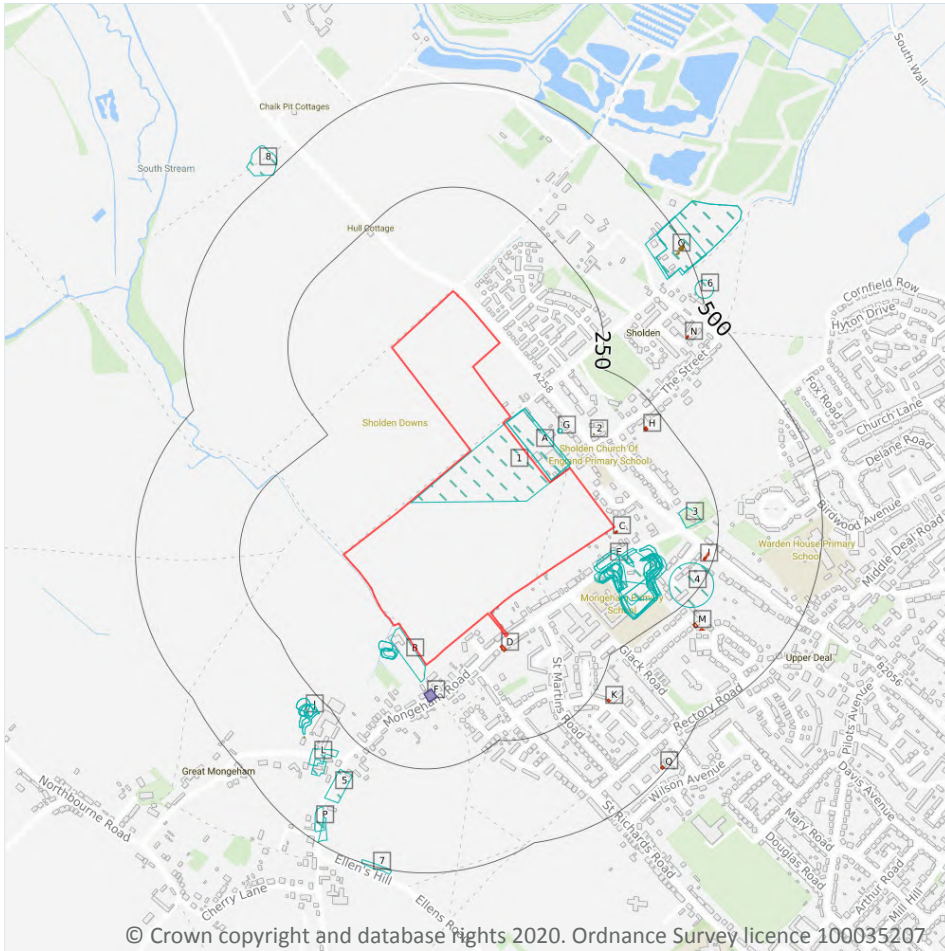 South Wall
Chalk Pit Cottages
8
South Stream
Hull Cottage
O
6
Cornfield Row
500
Hyton Drive
N
Sholden
250
The Street
A258
Fox Road
Church Lane
Sholden Downs
G
2
H
A
Sholden Church Of
England Primary School
1
Delane Road
Birdwood Avenue
3
C
Warden House Primary
School
Middle Deal Road
E
J
4
Mongeham Primary
School
M
D
B
Glack Road
Upper Deal
B2056
St Martins Road
F
Mongeham Road
K
Rectory Road
I
Pilots Avenue
L
Great Mongeham
Q
5
Wilson Avenue
Davis Avenue
Northbourne Road
P
St Richards Road
Mary Road
Douglas Road
7
Ellen's Hill
Arthur Road
Mill Hill
Cherry Lane
© Crown copyright and database rights 2020. Ordnance Survey licence 100035207.